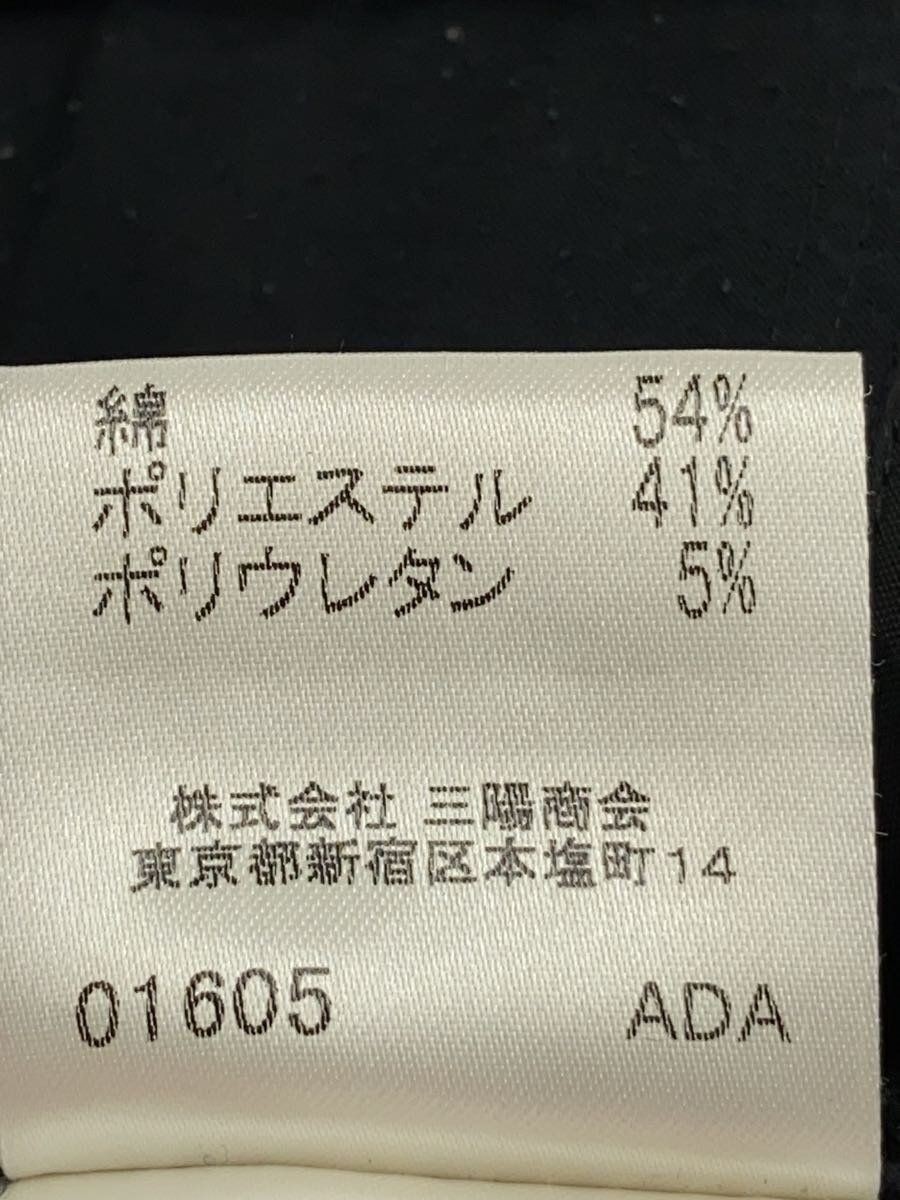 綿 54%
ポリエステル 41%
ポリウレタン 5%
株式会社 三陽商会
東京都新宿区本塩町14
01605 ADA